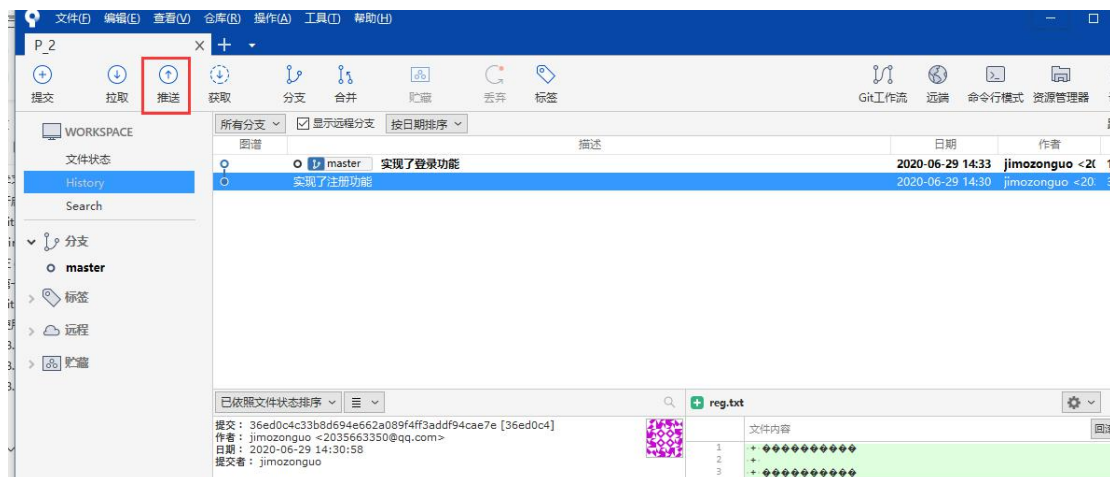 文件(F) 编辑(E) 查看(V) 仓库(R) 操作(A) 工具(T) 帮助(H)
P_2
提交 拉取 推送 获取 分支 合并 贮藏 丢弃 标签 Git工作流 远端 命令行模式 资源管理器
WORKSPACE
文件状态
History
Search
分支
master
标签
远程
贮藏
所有分支 显示远程分支 按日期排序
图谱 描述 日期 作者
master 实现了登录功能 2020-06-29 14:33 jimozonguo <20
实现了注册功能 2020-06-29 14:30 jimozonguo <20
已依照文件状态排序
提交: 36ed0c4c33b8d694e662a089f4ff3addf94cae7e [36ed0c4]
作者: jimozonguo <2035663350@qq.com>
日期: 2020-06-29 14:30:58
提交者: jimozonguo
reg.txt
文件内容
1 + �����������
2 +
3 + �����������